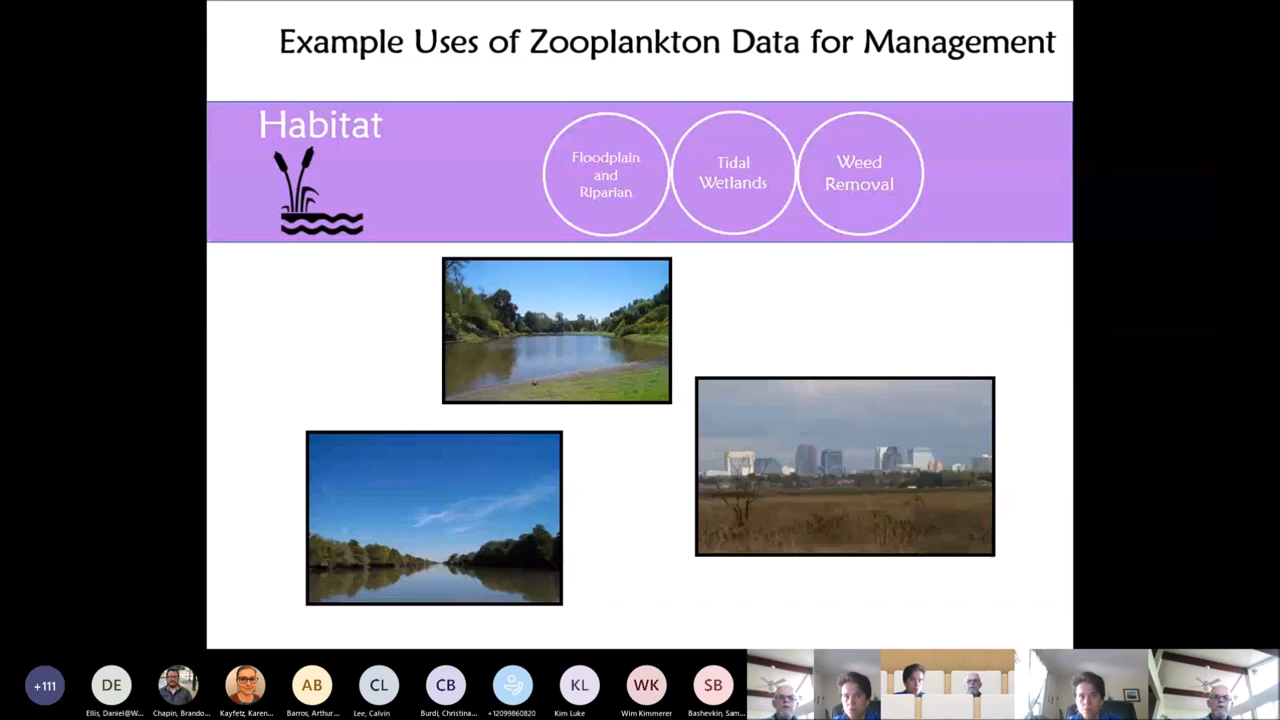 Example Uses of Zooplankton Data for Management
Habitat
Floodplain
and
Riparian
Tidal
Wetlands
Weed
Removal
+111
DE
AB
CL
CB
KL
WK
SB
Ellis, Daniel@W...
Chapin, Brando...
Kayfetz, Karen...
Barros, Arthur...
Lee, Calvin
Burdi, Christina...
+12099860820
Kim Luke
Wim Kimmerer
Bashevkin, Sam...